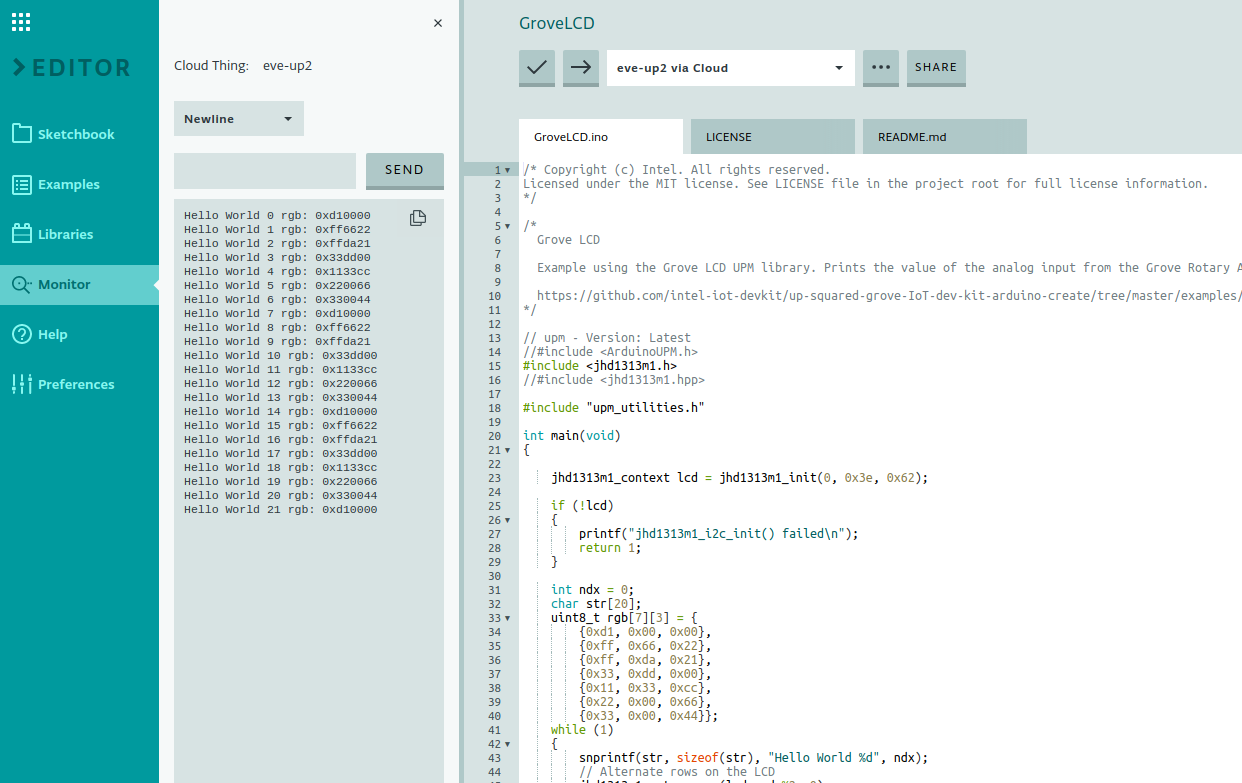 EDITOR
Sketchbook
Examples
Libraries
Monitor
Help
Preferences
×
Cloud Thing: eve-up2
Newline
SEND
Hello World 0 rgb: 0xd10000
Hello World 1 rgb: 0xff6622
Hello World 2 rgb: 0xffda21
Hello World 3 rgb: 0x33dd00
Hello World 4 rgb: 0x1133cc
Hello World 5 rgb: 0x220066
Hello World 6 rgb: 0x330044
Hello World 7 rgb: 0xd10000
Hello World 8 rgb: 0xff6622
Hello World 9 rgb: 0xffda21
Hello World 10 rgb: 0x33dd00
Hello World 11 rgb: 0x1133cc
Hello World 12 rgb: 0x220066
Hello World 13 rgb: 0x330044
Hello World 14 rgb: 0xd10000
Hello World 15 rgb: 0xff6622
Hello World 16 rgb: 0xffda21
Hello World 17 rgb: 0x33dd00
Hello World 18 rgb: 0x1133cc
Hello World 19 rgb: 0x220066
Hello World 20 rgb: 0x330044
Hello World 21 rgb: 0xd10000
GroveLCD
eve-up2 via Cloud
SHARE
GroveLCD.ino LICENSE README.md
1 /* Copyright (c) Intel. All rights reserved.
2 Licensed under the MIT license. See LICENSE file in the project root for full license information.
3 */
4
5 /*
6 Grove LCD
7
8 Example using the Grove LCD UPM library. Prints the value of the analog input from the Grove Rotary A
9
10 https://github.com/intel-iot-devkit/up-squared-grove-IoT-dev-kit-arduino-create/tree/master/examples/
11 */
12
13 // upm - Version: Latest
14 //#include <ArduinoUPM.h>
15 #include <jhd1313m1.h>
16 //#include <jhd1313m1.hpp>
17
18 #include "upm_utilities.h"
19
20 int main(void)
21 {
22
23 jhd1313m1_context lcd = jhd1313m1_init(0, 0x3e, 0x62);
24
25 if (!lcd)
26 {
27 printf("jhd1313m1_i2c_init() failed\n");
28 return 1;
29 }
30
31 int ndx = 0;
32 char str[20];
33 uint8_t rgb[7][3] = {
34 {0xd1, 0x00, 0x00},
35 {0xff, 0x66, 0x22},
36 {0xff, 0xda, 0x21},
37 {0x33, 0xdd, 0x00},
38 {0x11, 0x33, 0xcc},
39 {0x22, 0x00, 0x66},
40 {0x33, 0x00, 0x44}};
41 while (1)
42 {
43 snprintf(str, sizeof(str), "Hello World %d", ndx);
44 // Alternate rows on the LCD